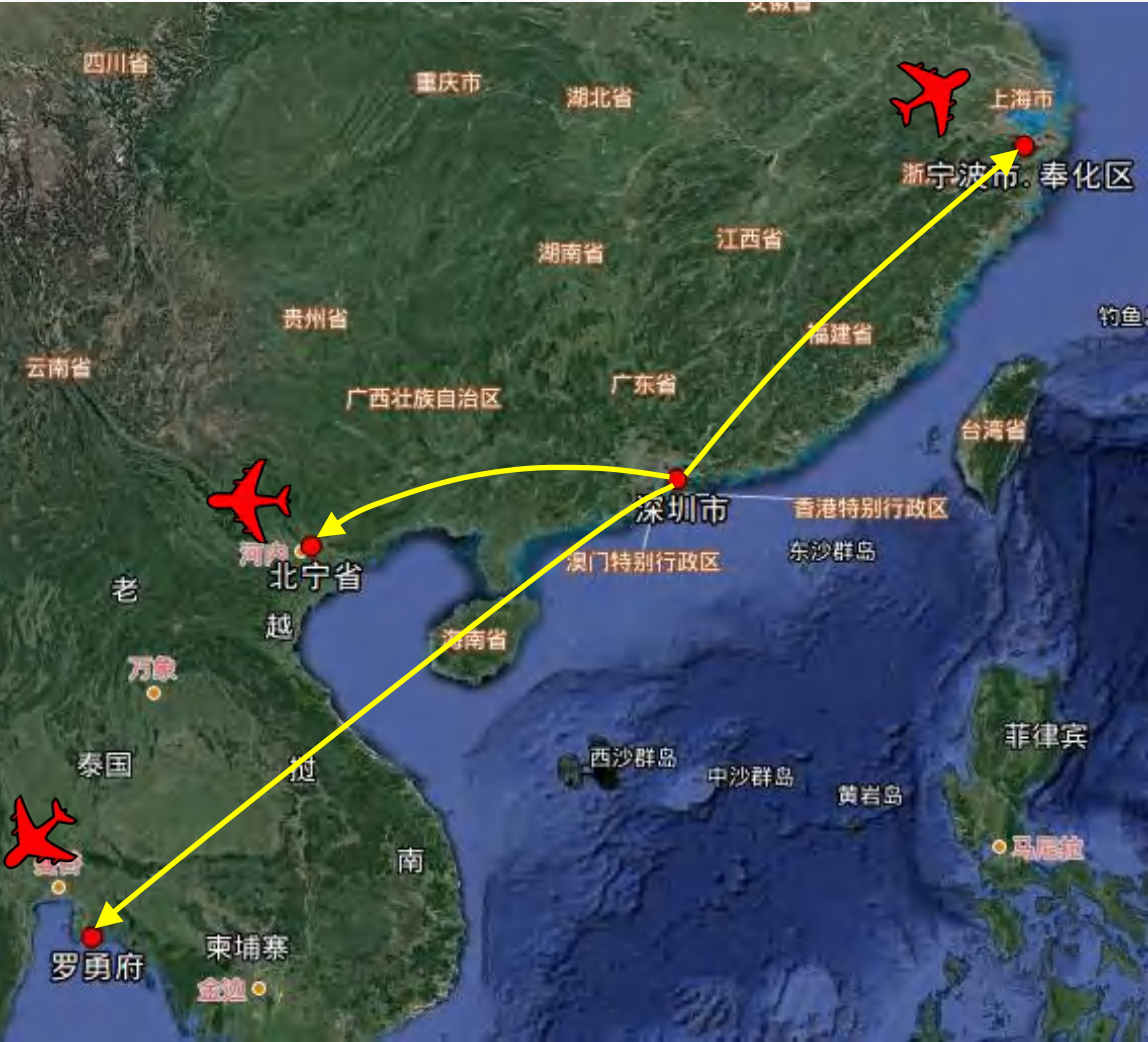 安徽省
四川省
重庆市
湖北省
上海市
宁波市. 奉化区
浙
湖南省
江西省
贵州省
福建省
钓鱼
云南省
广西壮族自治区
广东省
台湾省
深圳市
香港特别行政区
东沙群岛
澳门特别行政区
河内
北宁省
老
越
海南省
万象
泰国
西沙群岛
中沙群岛
黄岩岛
菲律宾
马尼拉
南
罗勇府
柬埔寨
金边